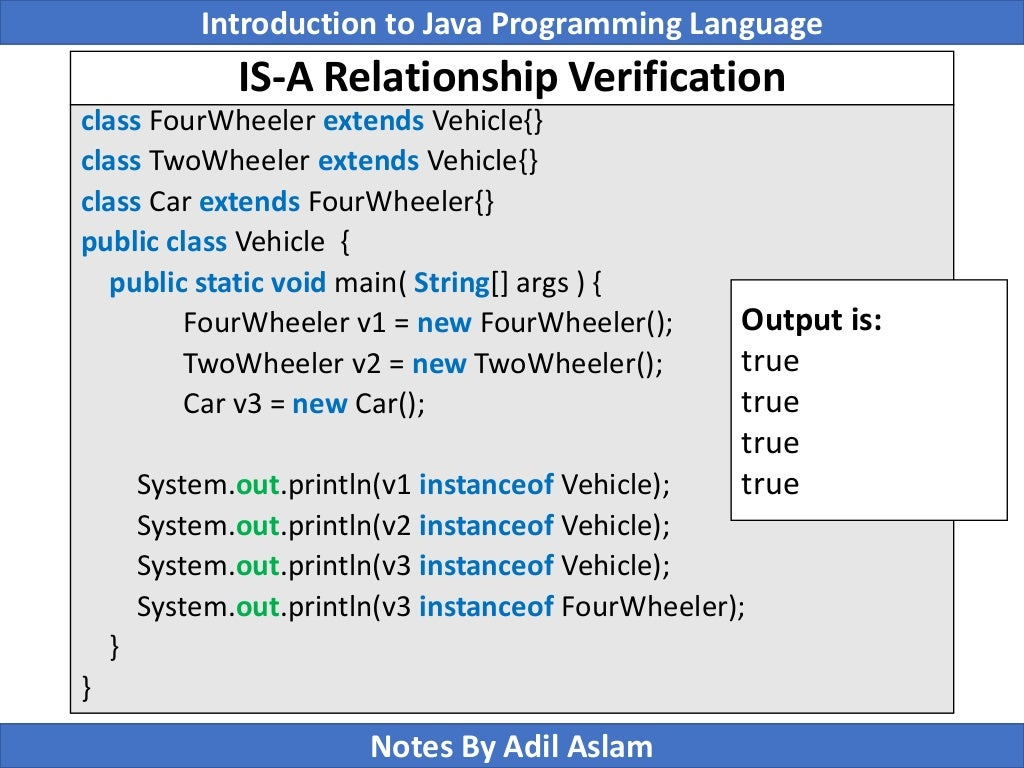 Introduction to Java Programming Language
IS-A Relationship Verification
class FourWheeler extends Vehicle{}
class TwoWheeler extends Vehicle{}
class Car extends FourWheeler{}
public class Vehicle {
public static void main( String[] args ) {
FourWheeler v1 = new FourWheeler();
TwoWheeler v2 = new TwoWheeler();
Car v3 = new Car();
System.out.println(v1 instanceof Vehicle);
System.out.println(v2 instanceof Vehicle);
System.out.println(v3 instanceof Vehicle);
System.out.println(v3 instanceof FourWheeler);
}
}
Output is:
true
true
true
true
Notes By Adil Aslam